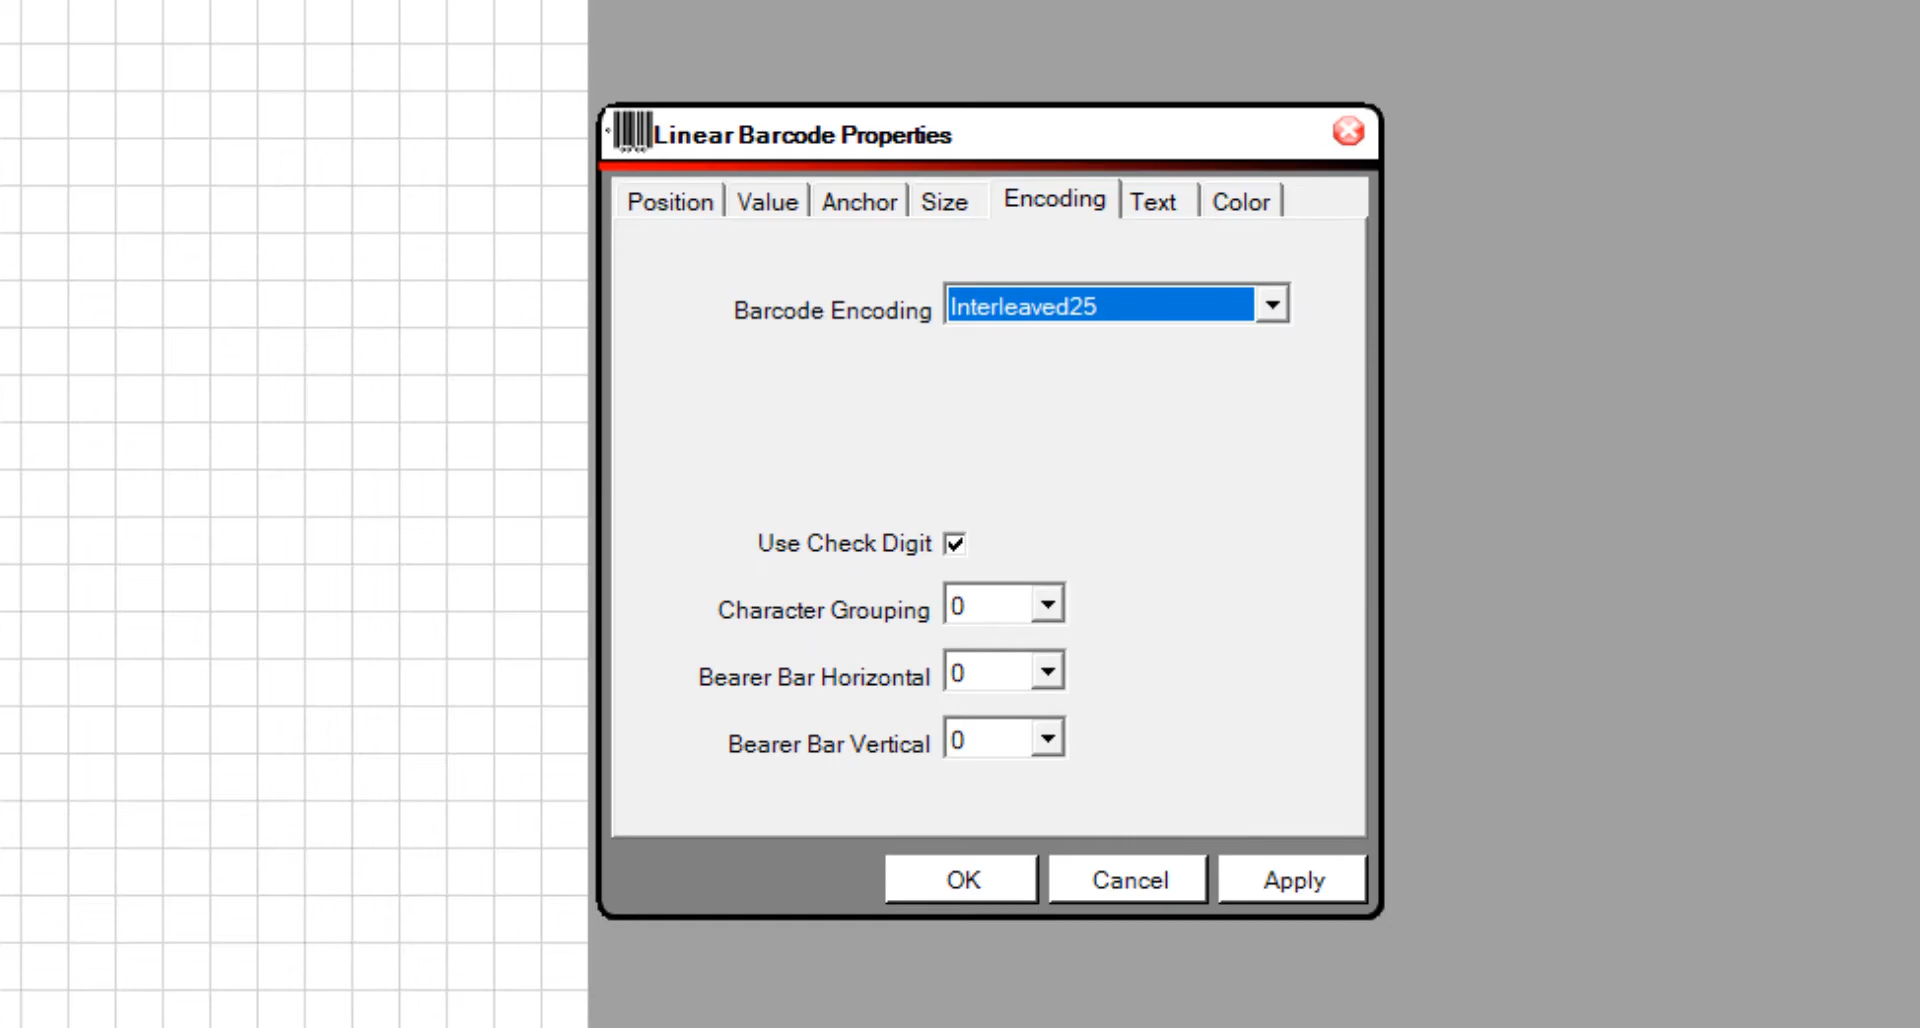 Linear Barcode Properties
Position Value Anchor Size Encoding Text Color
Barcode Encoding Interleaved25
Use Check Digit
Character Grouping 0
Bearer Bar Horizontal 0
Bearer Bar Vertical 0
OK Cancel Apply